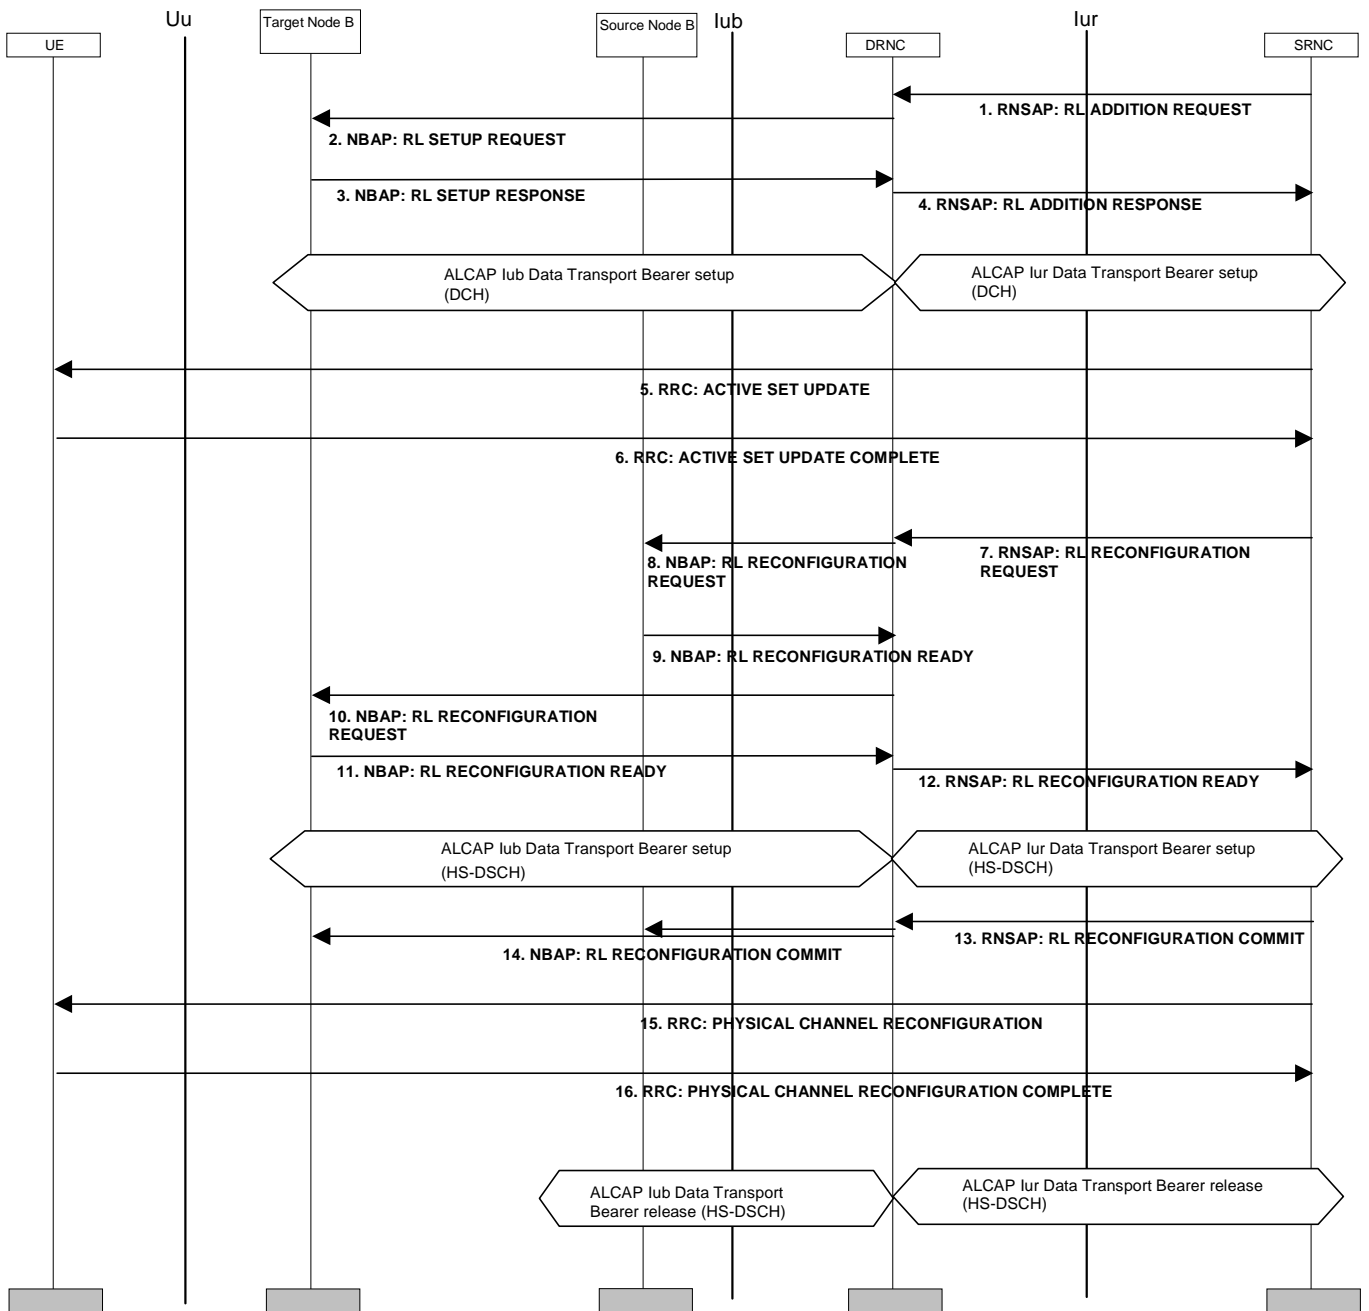 Uu
Target Node B
Source Node B
Iub
Iur
UE
DRNC
SRNC
1. RNSAP: RL ADDITION REQUEST
2. NBAP: RL SETUP REQUEST
3. NBAP: RL SETUP RESPONSE
4. RNSAP: RL ADDITION RESPONSE
ALCAP Iub Data Transport Bearer setup
(DCH)
ALCAP Iur Data Transport Bearer setup
(DCH)
5. RRC: ACTIVE SET UPDATE
6. RRC: ACTIVE SET UPDATE COMPLETE
7. RNSAP: RL RECONFIGURATION
REQUEST
8. NBAP: RL RECONFIGURATION
REQUEST
9. NBAP: RL RECONFIGURATION READY
10. NBAP: RL RECONFIGURATION
REQUEST
11. NBAP: RL RECONFIGURATION READY
12. RNSAP: RL RECONFIGURATION READY
ALCAP Iub Data Transport Bearer setup
(HS-DSCH)
ALCAP Iur Data Transport Bearer setup
(HS-DSCH)
13. RNSAP: RL RECONFIGURATION COMMIT
14. NBAP: RL RECONFIGURATION COMMIT
15. RRC: PHYSICAL CHANNEL RECONFIGURATION
16. RRC: PHYSICAL CHANNEL RECONFIGURATION COMPLETE
ALCAP Iub Data Transport
Bearer release (HS-DSCH)
ALCAP Iur Data Transport Bearer release
(HS-DSCH)